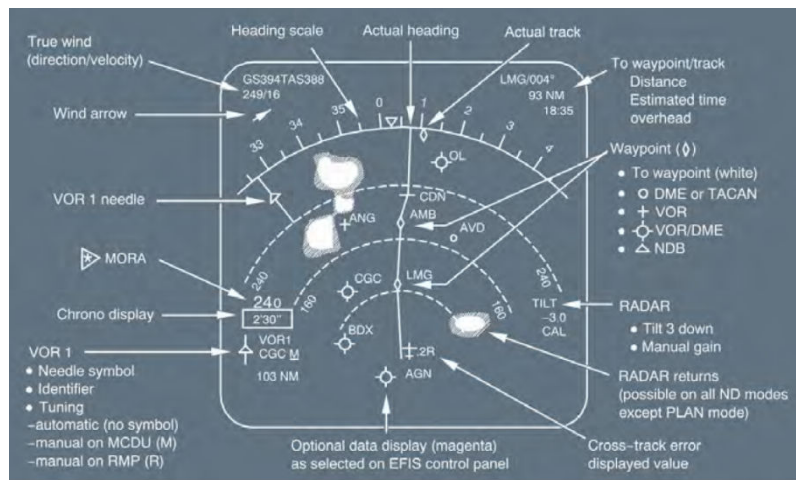 True wind
(direction/velocity)
Heading scale
Actual heading
Actual track
To waypoint/track
Distance
Estimated time
overhead
GS394TAS388
249/16
LMG/004°
93 NM
18:35
Wind arrow
33
34
35
0
1
2
3
4
Waypoint (◊)
• To waypoint (white)
• DME or TACAN
• VOR
• VOR/DME
• NDB
OL
CDN
VOR 1 needle
ANG
AMB
AVD
MORA
240
160
CGC
LMG
160
240
240
Chrono display
2'30"
TILT
−3.0
CAL
RADAR
• Tilt 3 down
• Manual gain
VOR 1
• Needle symbol
• Identifier
• Tuning
−automatic (no symbol)
−manual on MCDU (M)
−manual on RMP (R)
VOR1
CGC M
103 NM
BDX
.2R
AGN
RADAR returns
(possible on all ND modes
except PLAN mode)
Optional data display (magenta)
as selected on EFIS control panel
Cross−track error
displayed value